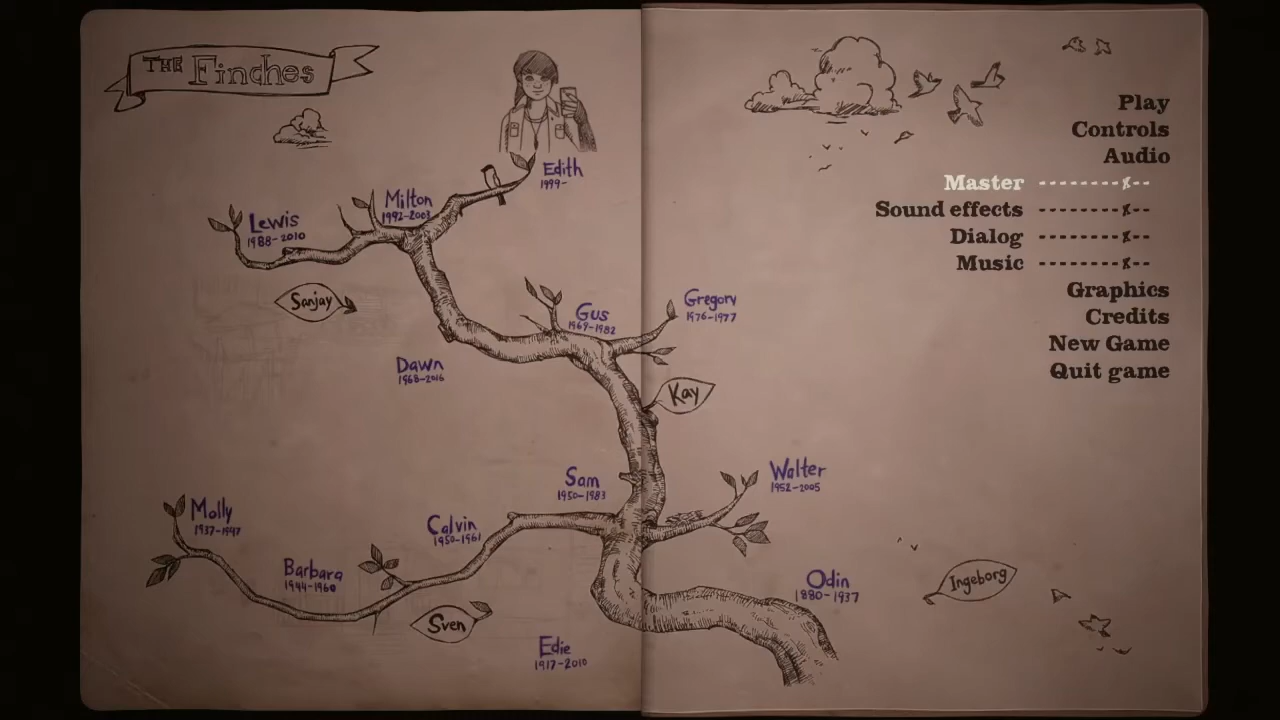 THE Finches
Edith
1999-
Milton
1992-2003
Lewis
1988-2010
Sanjay
Gus
1969-1982
Gregory
1976-1977
Dawn
1968-2016
Kay
Sam
1950-1983
Walter
1952-2005
Molly
1937-1947
Calvin
1950-1961
Barbara
1944-1960
Sven
Odin
1880-1937
Ingeborg
Edie
1917-2010
Play
Controls
Audio
Master
Sound effects
Dialog
Music
Graphics
Credits
New Game
Quit game